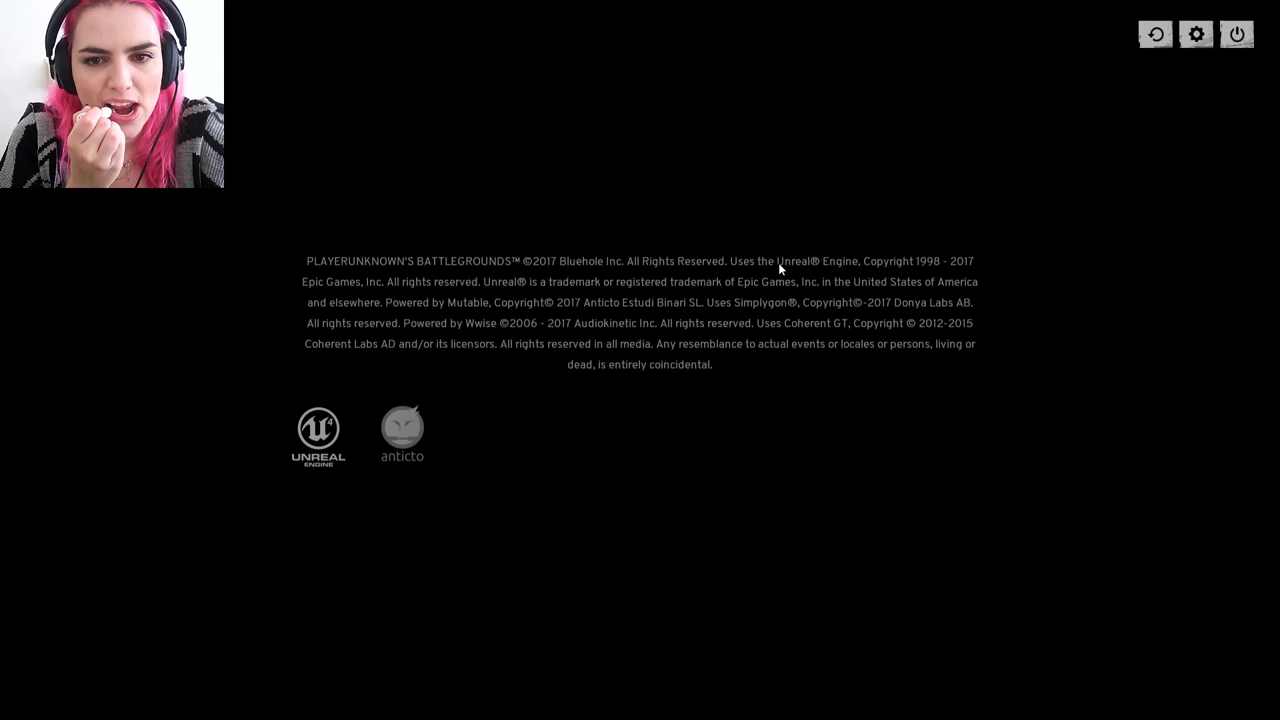 PLAYERUNKNOWN'S BATTLEGROUNDS™ ©2017 Bluehole Inc. All Rights Reserved. Uses the Unreal® Engine, Copyright 1998 - 2017
Epic Games, Inc. All rights reserved. Unreal® is a trademark or registered trademark of Epic Games, Inc. in the United States of America
and elsewhere. Powered by Mutable, Copyright© 2017 Anticto Estudi Binari SL. Uses Simplygon®, Copyright©-2017 Donya Labs AB.
All rights reserved. Powered by Wwise ©2006 - 2017 Audiokinetic Inc. All rights reserved. Uses Coherent GT, Copyright © 2012-2015
Coherent Labs AD and/or its licensors. All rights reserved in all media. Any resemblance to actual events or locales or persons, living or
dead, is entirely coincidental.
U4
UNREAL
ENGINE
anticto